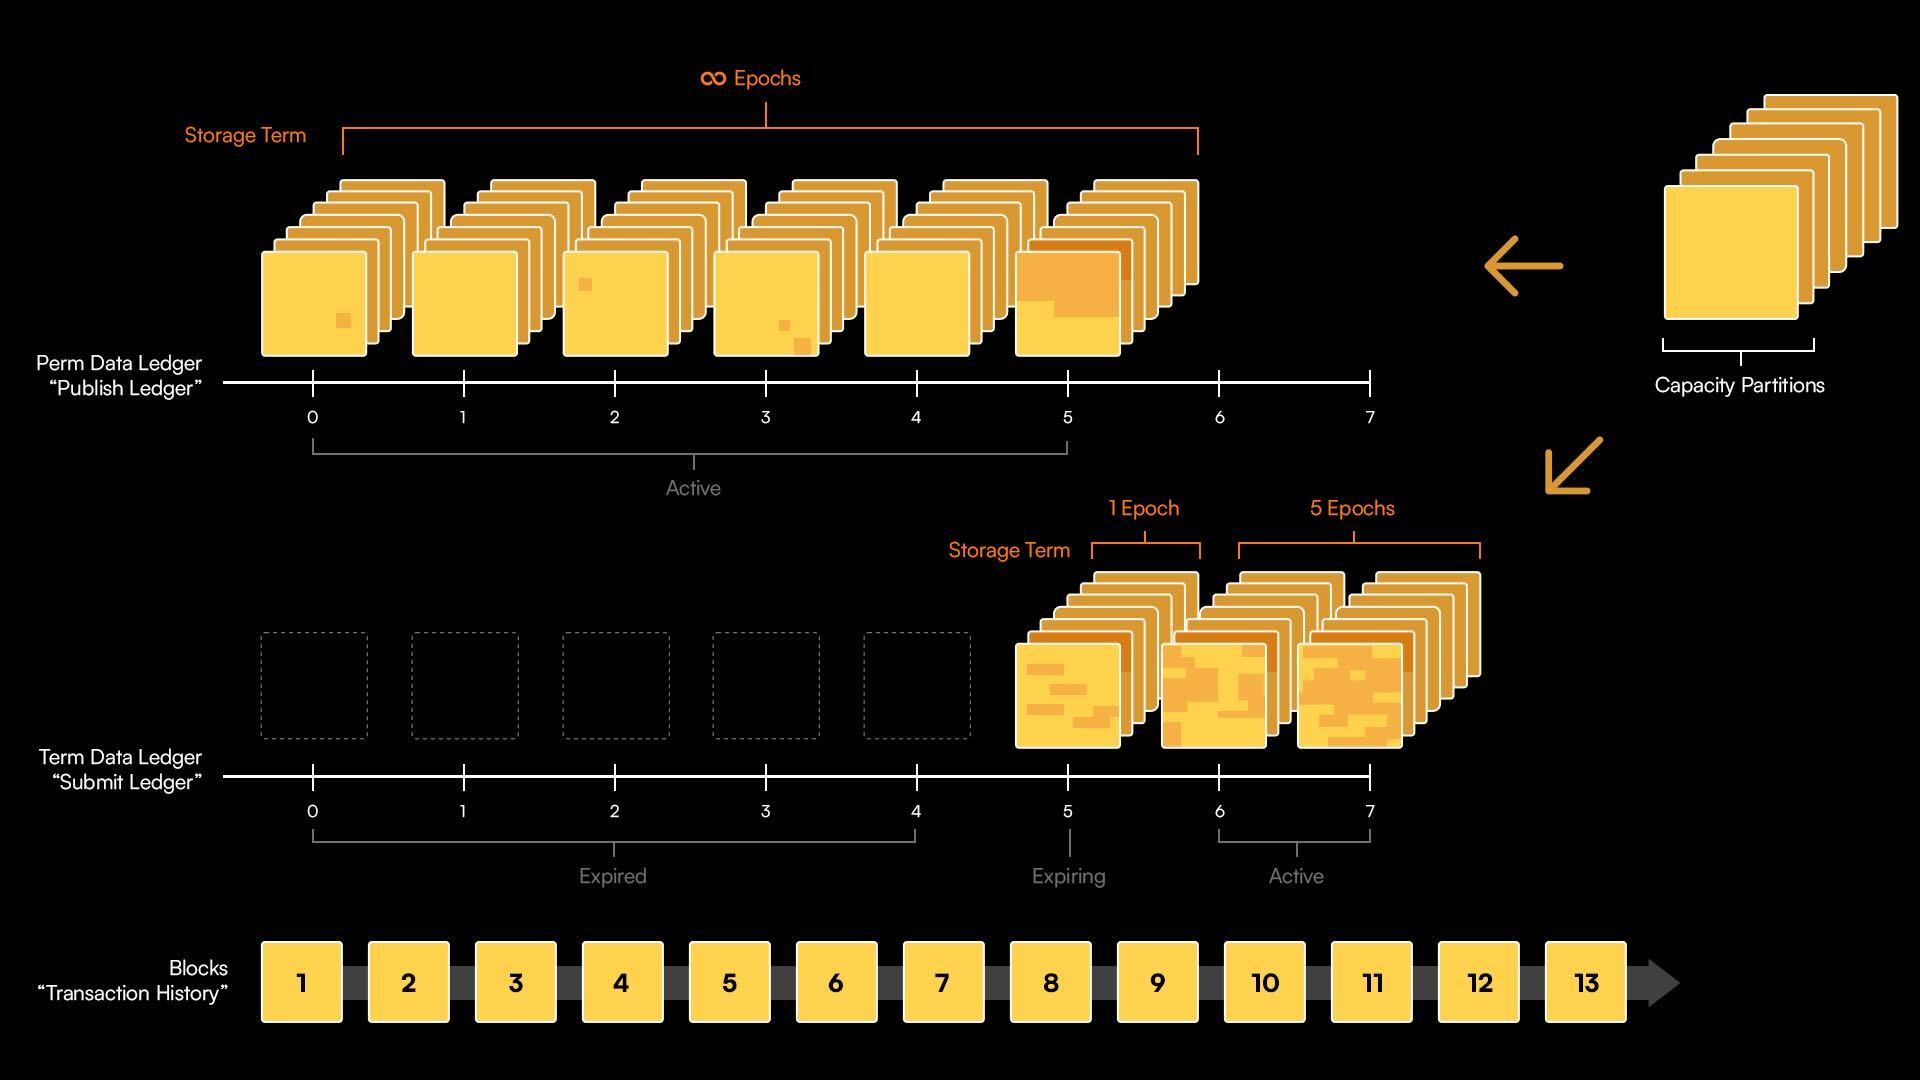 ∞ Epochs
Storage Term
Perm Data Ledger
“Publish Ledger”
0 1 2 3 4 5 6 7
Active
Capacity Partitions
1 Epoch 5 Epochs
Storage Term
Term Data Ledger
“Submit Ledger”
0 1 2 3 4 5 6 7
Expired Expiring Active
Blocks
“Transaction History”
1 2 3 4 5 6 7 8 9 10 11 12 13